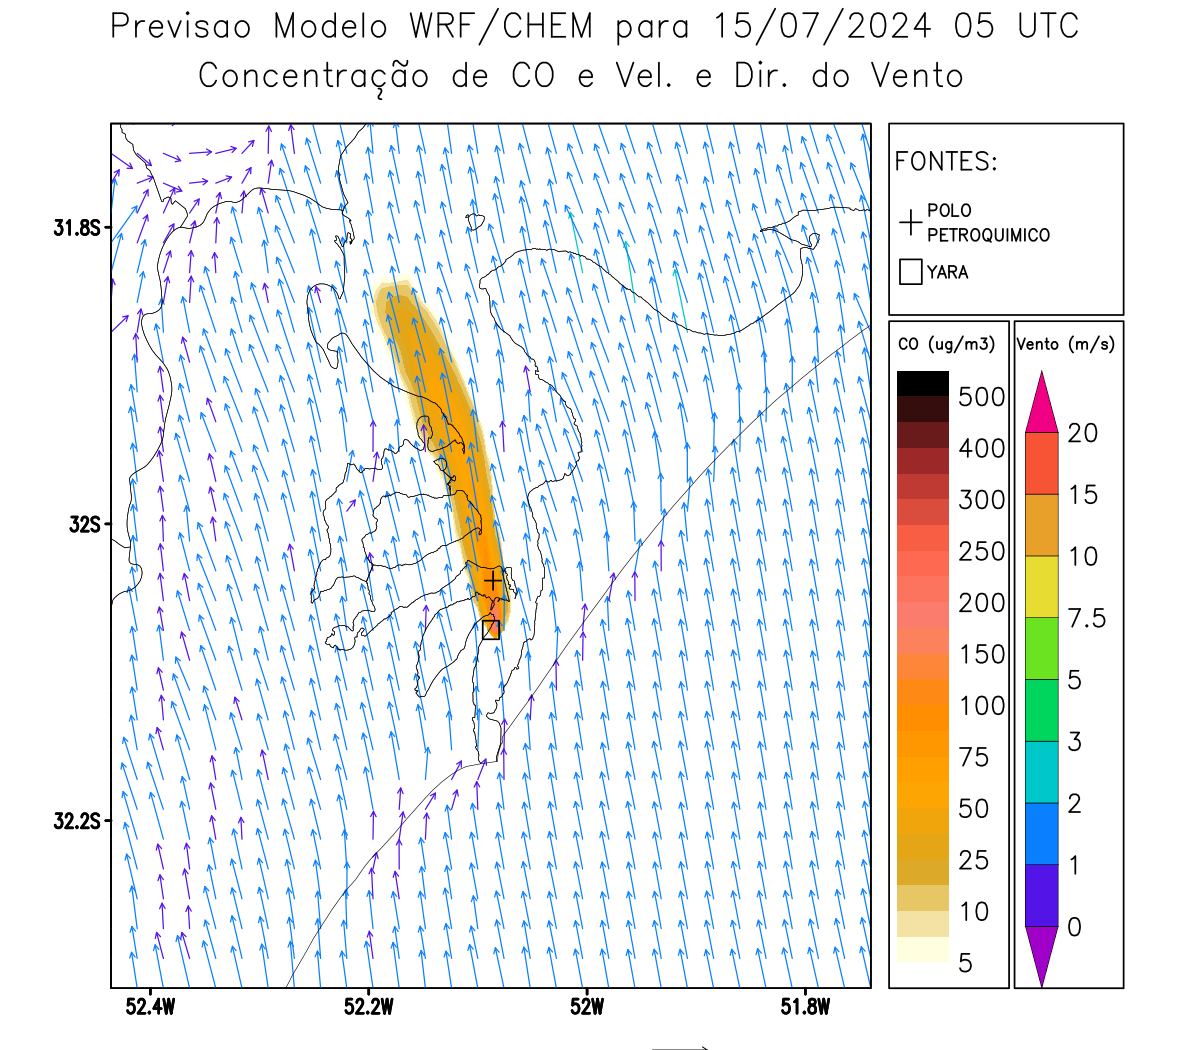 Previsao Modelo WRF/CHEM para 15/07/2024 05 UTC
Concentração de CO e Vel. e Dir. do Vento
FONTES:
POLO
PETROQUIMICO
YARA
CO (ug/m3)
500
400
300
250
200
150
100
75
50
25
10
5
Vento (m/s)
20
15
10
7.5
5
3
2
1
0
31.8S
32S
32.2S
52.4W
52.2W
52W
51.8W